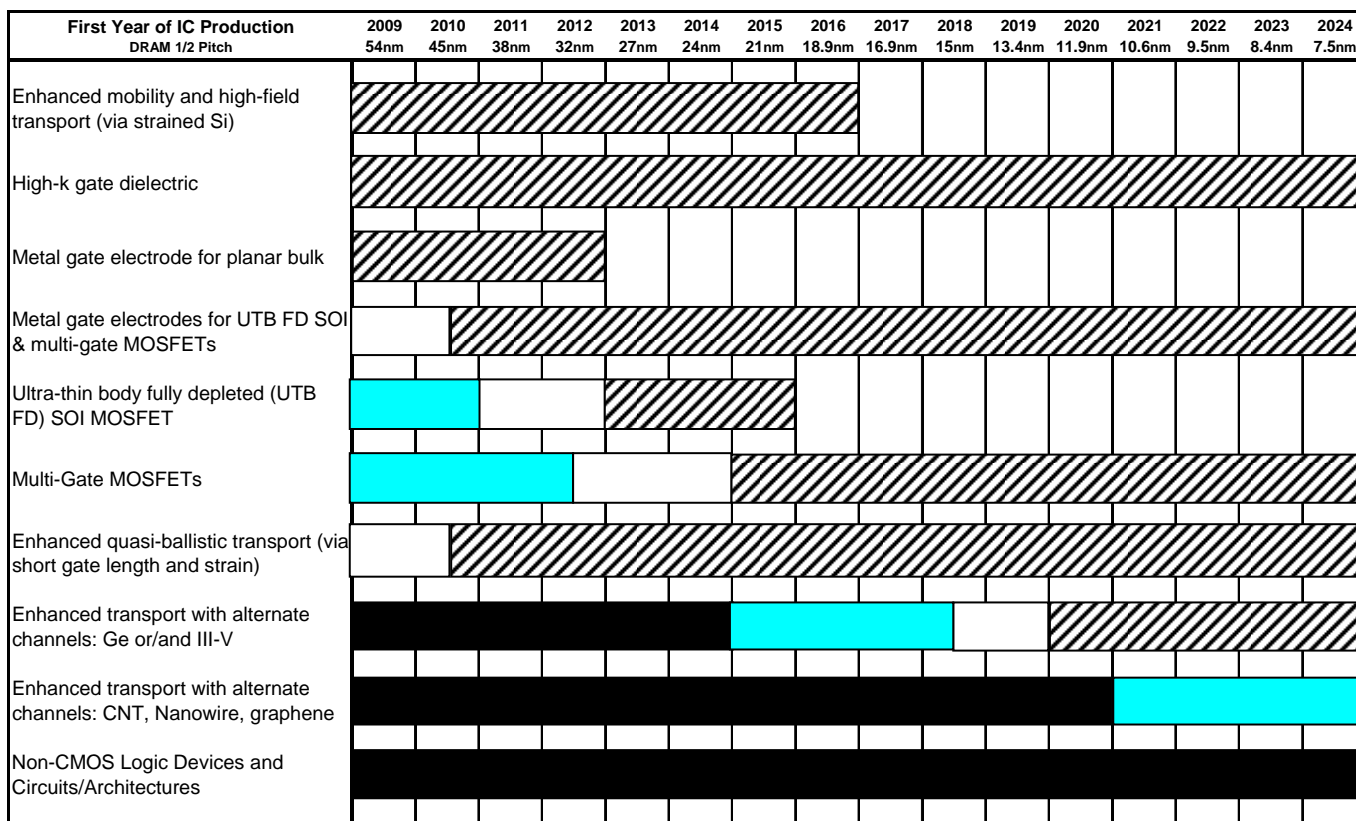 First Year of IC Production 2009 2010 2011 2012 2013 2014 2015 2016 2017 2018 2019 2020 2021 2022 2023 2024
DRAM 1/2 Pitch 54nm 45nm 38nm 32nm 27nm 24nm 21nm 18.9nm 16.9nm 15nm 13.4nm 11.9nm 10.6nm 9.5nm 8.4nm 7.5nm
Enhanced mobility and high-field
transport (via strained Si)
High-k gate dielectric
Metal gate electrode for planar bulk
Metal gate electrodes for UTB FD SOI
& multi-gate MOSFETs
Ultra-thin body fully depleted (UTB
FD) SOI MOSFET
Multi-Gate MOSFETs
Enhanced quasi-ballistic transport (via
short gate length and strain)
Enhanced transport with alternate
channels: Ge or/and III-V
Enhanced transport with alternate
channels: CNT, Nanowire, graphene
Non-CMOS Logic Devices and
Circuits/Architectures